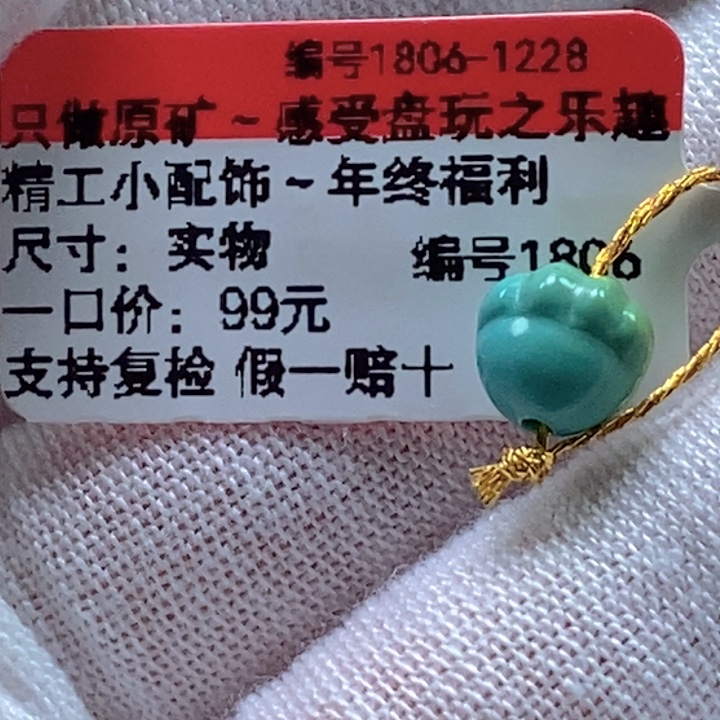 编号1806-1228
只做原矿~感受盘玩之乐趣
精工小配饰~年终福利
尺寸：实物
编号1806
一口价：99元
支持复检 假一赔十